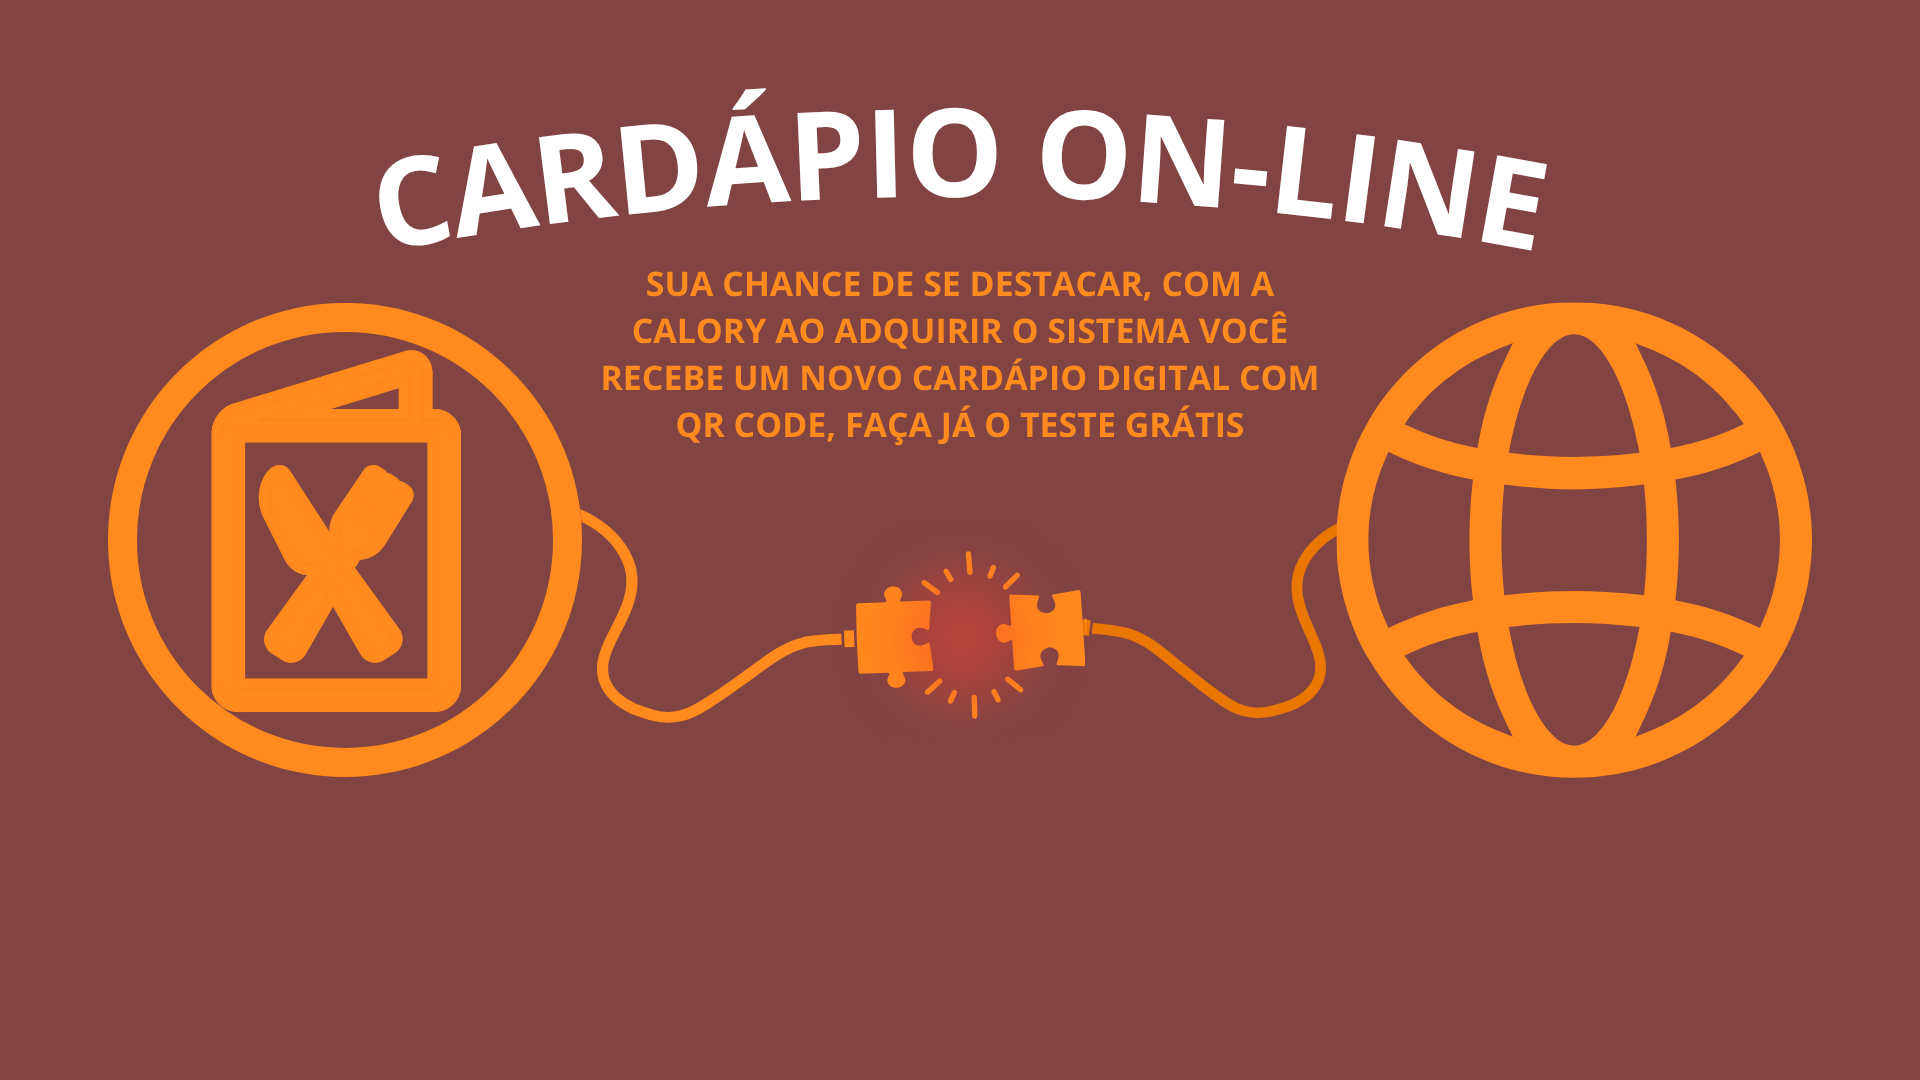 CARDÁPIO ON-LINE
SUA CHANCE DE SE DESTACAR, COM A
CALORY AO ADQUIRIR O SISTEMA VOCÊ
RECEBE UM NOVO CARDÁPIO DIGITAL COM
QR CODE, FAÇA JÁ O TESTE GRÁTIS